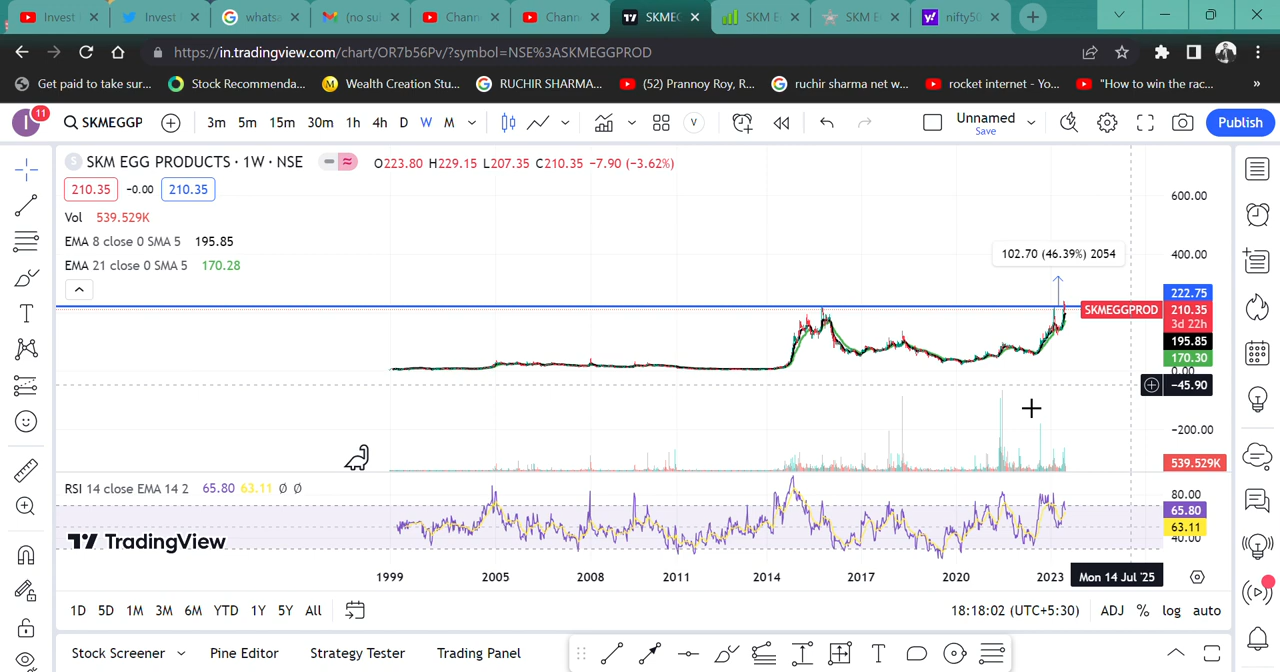 Invest
Invest
whats
(no su
Chann
Chann
SKMEG
SKM E
SKM E
nifty50
https://in.tradingview.com/chart/OR7b56Pv/?symbol=NSE%3ASKMEGGPROD
Get paid to take sur... Stock Recommenda... Wealth Creation Stu... RUCHIR SHARMA... (52) Prannoy Roy, R... ruchir sharma net w... rocket internet - Yo... "How to win the rac... »
I 11 SKMEGGP 3m 5m 15m 30m 1h 4h D W M V Unnamed Save Publish
SKM EGG PRODUCTS · 1W · NSE O223.80 H229.15 L207.35 C210.35 −7.90 (−3.62%)
210.35 -0.00 210.35
Vol 539.529K
EMA 8 close 0 SMA 5 195.85
EMA 21 close 0 SMA 5 170.28
600.00
400.00
102.70 (46.39%) 2054
222.75
SKMEGGPROD 210.35
3d 22h
195.85
170.30
0.00
−45.90
−200.00
539.529K
RSI 14 close EMA 14 2 65.80 63.11 Ø Ø
80.00
65.80
63.11
40.00
TradingView
1999 2005 2008 2011 2014 2017 2020 2023 Mon 14 Jul '25
1D 5D 1M 3M 6M YTD 1Y 5Y All 18:18:02 (UTC+5:30) ADJ % log auto
Stock Screener Pine Editor Strategy Tester Trading Panel